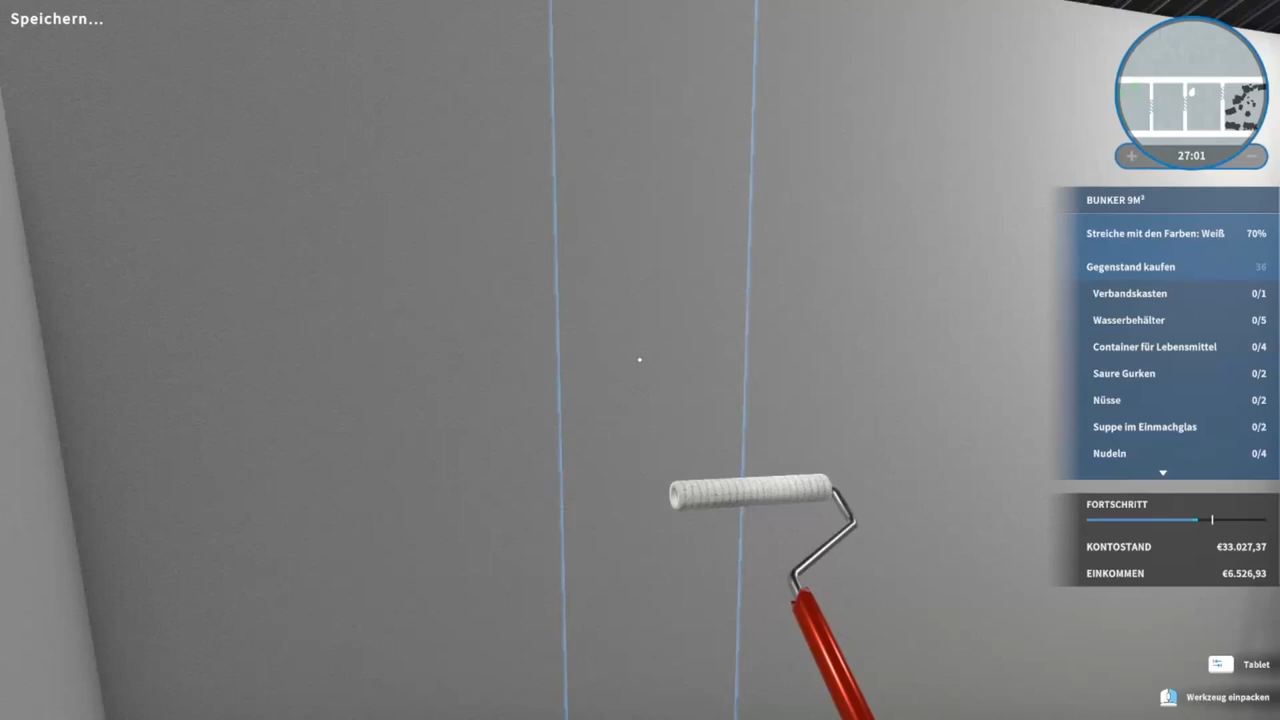 Speichern...
27:01
BUNKER 9M²
Streiche mit den Farben: Weiß 70%
Gegenstand kaufen 36
Verbandskasten 0/1
Wasserbehälter 0/5
Container für Lebensmittel 0/4
Saure Gurken 0/2
Nüsse 0/2
Suppe im Einmachglas 0/2
Nudeln 0/4
FORTSCHRITT
KONTOSTAND €33.027,37
EINKOMMEN €6.526,93
Tablet
Werkzeug einpacken